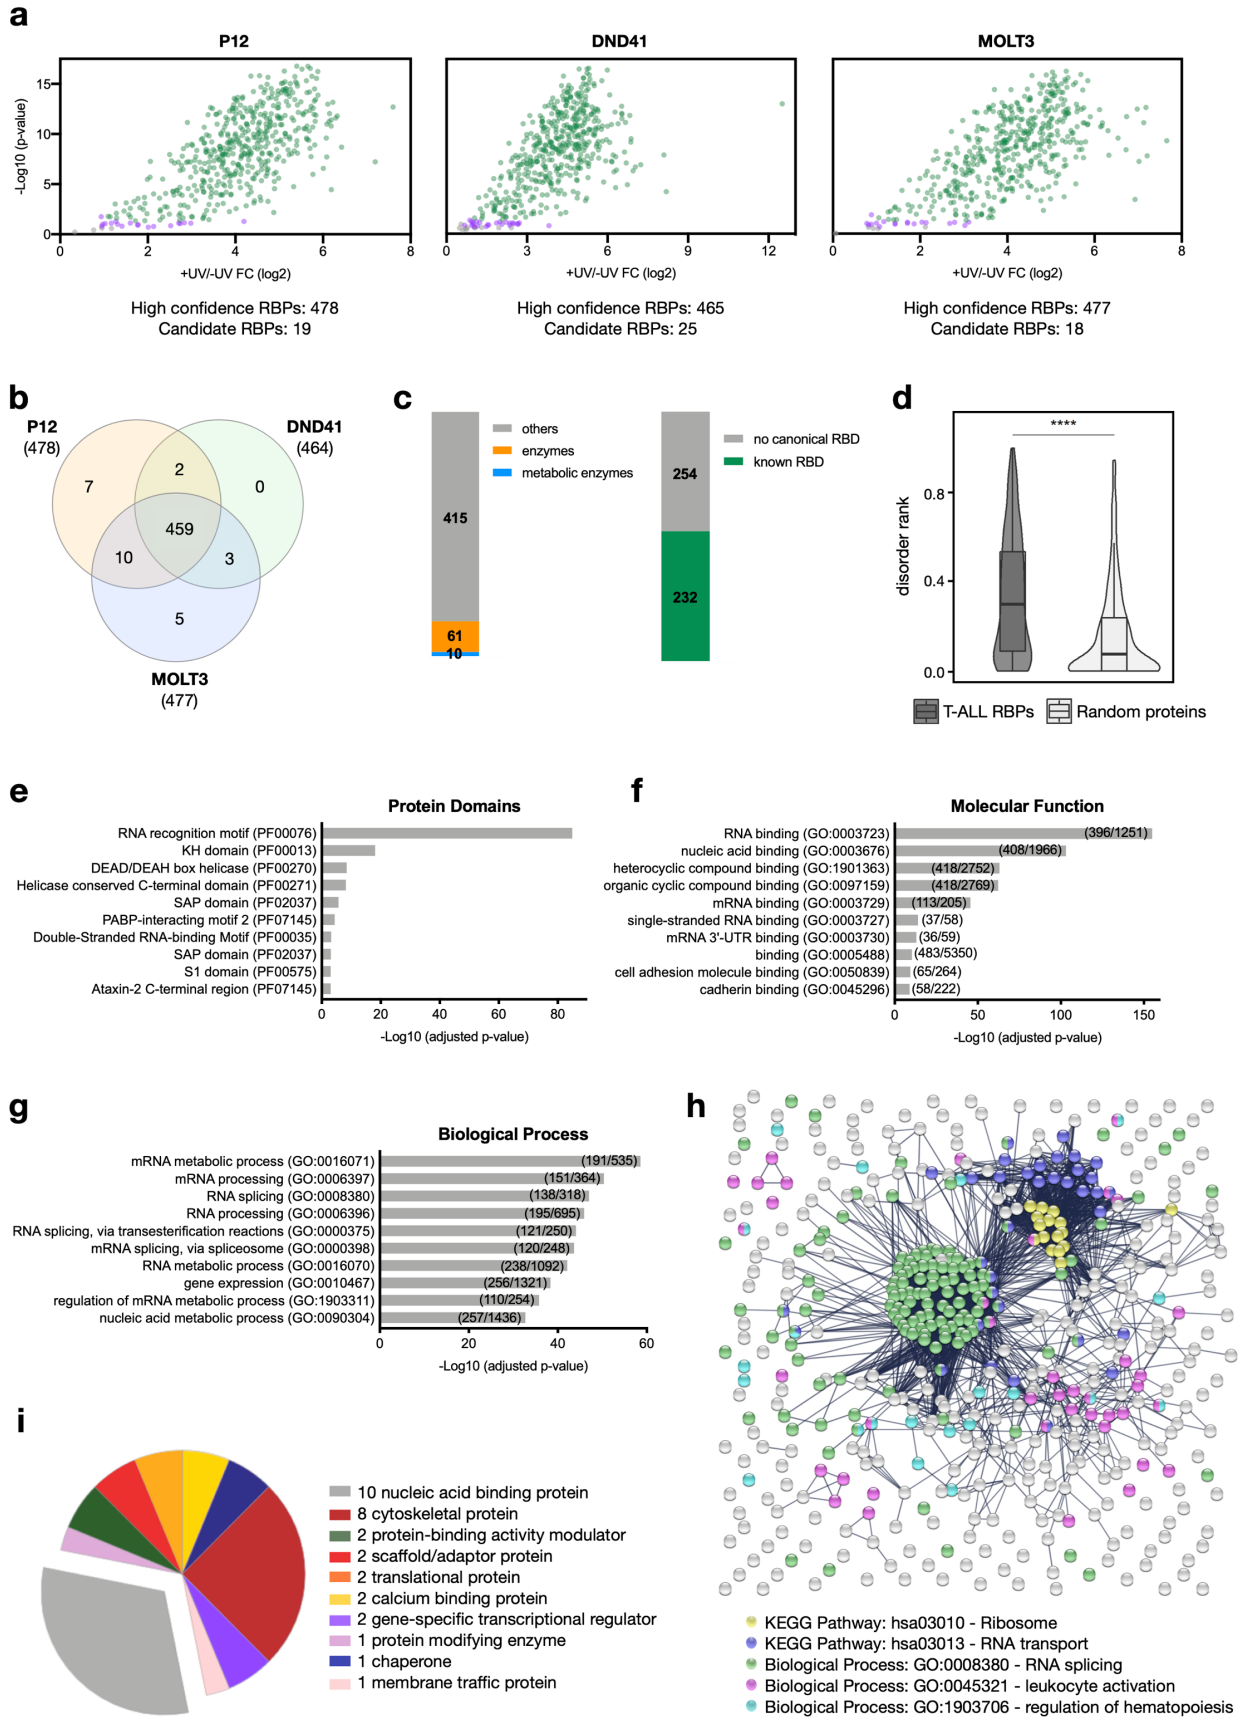 a
P12
DND41
MOLT3
-Log10 (p-value)
15
10
5
0
0 2 4 6 8
0 3 6 9 12
0 2 4 6 8
+UV/-UV FC (log2)
+UV/-UV FC (log2)
+UV/-UV FC (log2)
High confidence RBPs: 478
Candidate RBPs: 19
High confidence RBPs: 465
Candidate RBPs: 25
High confidence RBPs: 477
Candidate RBPs: 18
b
P12
(478)
DND41
(464)
7
2
0
459
10
3
5
MOLT3
(477)
c
415
61
10
others
enzymes
metabolic enzymes
254
232
no canonical RBD
known RBD
d
****
disorder rank
0.8
0.4
0.0
T-ALL RBPs
Random proteins
e
Protein Domains
RNA recognition motif (PF00076)
KH domain (PF00013)
DEAD/DEAH box helicase (PF00270)
Helicase conserved C-terminal domain (PF00271)
SAP domain (PF02037)
PABP-interacting motif 2 (PF07145)
Double-Stranded RNA-binding Motif (PF00035)
SAP domain (PF02037)
S1 domain (PF00575)
Ataxin-2 C-terminal region (PF07145)
0 20 40 60 80
-Log10 (adjusted p-value)
f
Molecular Function
RNA binding (GO:0003723) (396/1251)
nucleic acid binding (GO:0003676) (408/1966)
heterocyclic compound binding (GO:1901363) (418/2752)
organic cyclic compound binding (GO:0097159) (418/2769)
mRNA binding (GO:0003729) (113/205)
single-stranded RNA binding (GO:0003727) (37/58)
mRNA 3'-UTR binding (GO:0003730) (36/59)
binding (GO:0005488) (483/5350)
cell adhesion molecule binding (GO:0050839) (65/264)
cadherin binding (GO:0045296) (58/222)
0 50 100 150
-Log10 (adjusted p-value)
g
Biological Process
mRNA metabolic process (GO:0016071) (191/535)
mRNA processing (GO:0006397) (151/364)
RNA splicing (GO:0008380) (138/318)
RNA processing (GO:0006396) (195/695)
RNA splicing, via transesterification reactions (GO:0000375) (121/250)
mRNA splicing, via spliceosome (GO:0000398) (120/248)
RNA metabolic process (GO:0016070) (238/1092)
gene expression (GO:0010467) (256/1321)
regulation of mRNA metabolic process (GO:1903311) (110/254)
nucleic acid metabolic process (GO:0090304) (257/1436)
0 20 40 60
-Log10 (adjusted p-value)
h
KEGG Pathway: hsa03010 - Ribosome
KEGG Pathway: hsa03013 - RNA transport
Biological Process: GO:0008380 - RNA splicing
Biological Process: GO:0045321 - leukocyte activation
Biological Process: GO:1903706 - regulation of hematopoiesis
i
10 nucleic acid binding protein
8 cytoskeletal protein
2 protein-binding activity modulator
2 scaffold/adaptor protein
2 translational protein
2 calcium binding protein
2 gene-specific transcriptional regulator
1 protein modifying enzyme
1 chaperone
1 membrane traffic protein